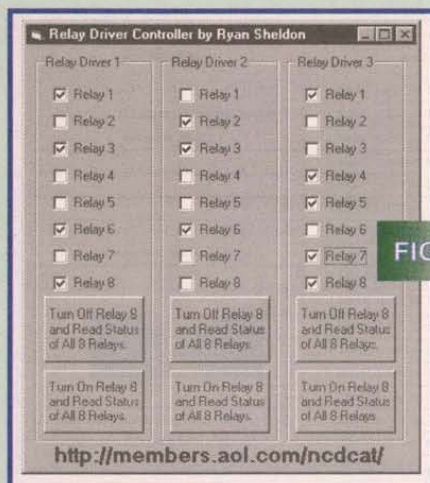 Relay Driver Controller by Ryan Sheldon
Relay Driver 1
Relay 1
Relay 2
Relay 3
Relay 4
Relay 5
Relay 6
Relay 7
Relay 8
Turn Off Relay 8
and Read Status
of All 8 Relays.
Turn On Relay 8
and Read Status
of All 8 Relays.
Relay Driver 2
Relay 1
Relay 2
Relay 3
Relay 4
Relay 5
Relay 6
Relay 7
Relay 8
Turn Off Relay 8
and Read Status
of All 8 Relays.
Turn On Relay 8
and Read Status
of All 8 Relays.
Relay Driver 3
Relay 1
Relay 2
Relay 3
Relay 4
Relay 5
Relay 6
Relay 7
Relay 8
Turn Off Relay 8
and Read Status
of All 8 Relays.
Turn On Relay 8
and Read Status
of All 8 Relays.
http://members.aol.com/ncdcat/